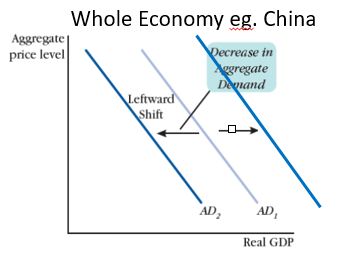 Whole Economy eg. China
Aggregate
price level
Decrease in
Aggregate
Demand
Leftward
Shift
AD2
AD1
Real GDP